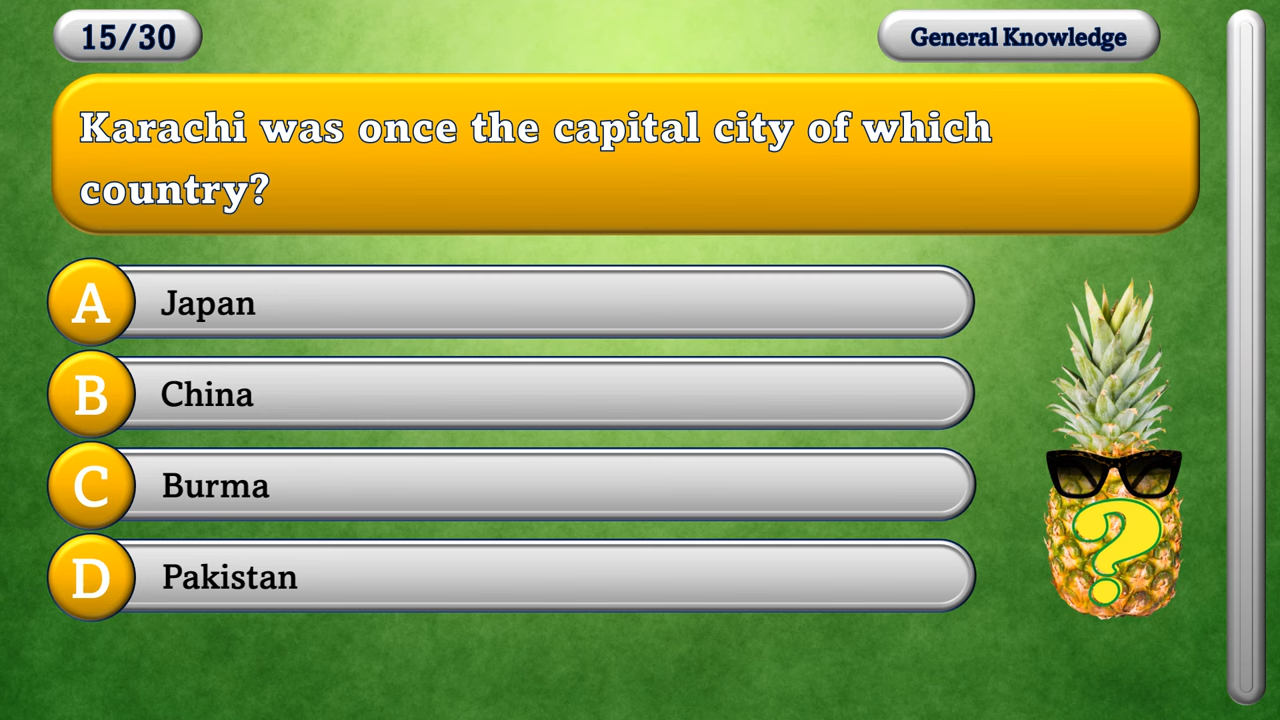 15/30
General Knowledge
Karachi was once the capital city of which
country?
A Japan
B China
C Burma
D Pakistan
?